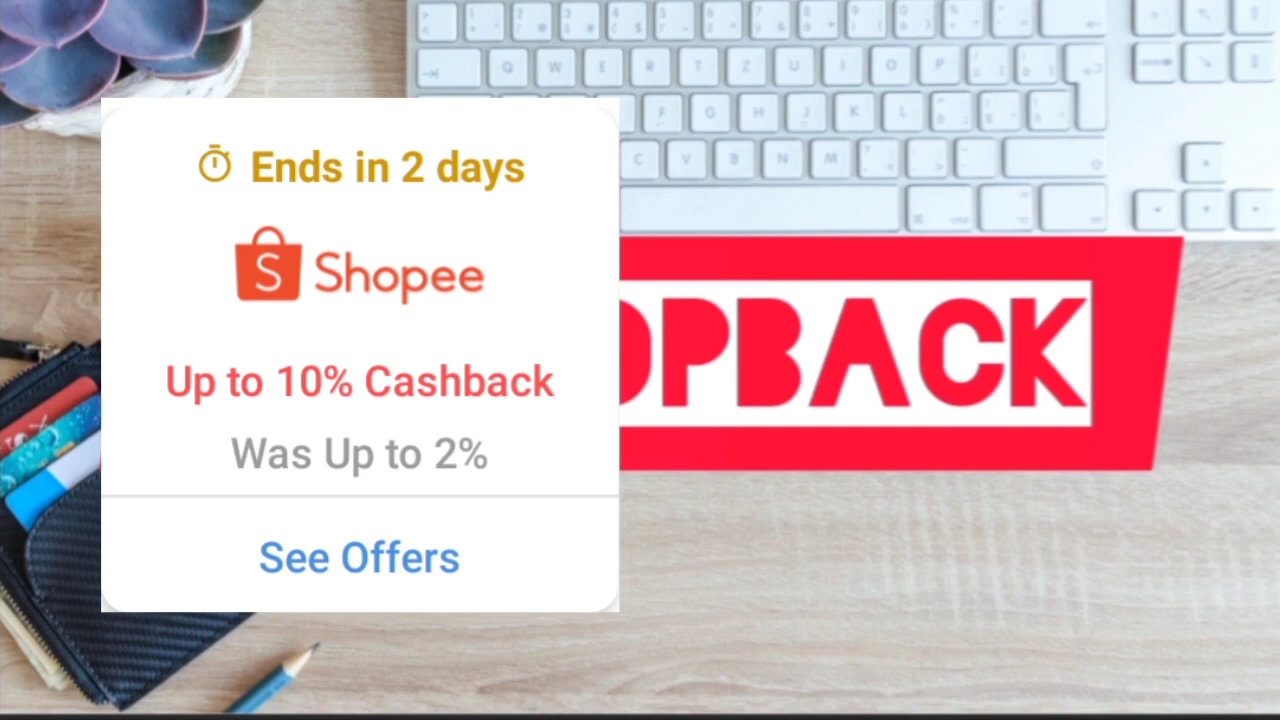 Ends in 2 days
S Shopee
Up to 10% Cashback
Was Up to 2%
See Offers
OPBACK
Q W E R T Z U I O P
F G H J K L
C V B N M